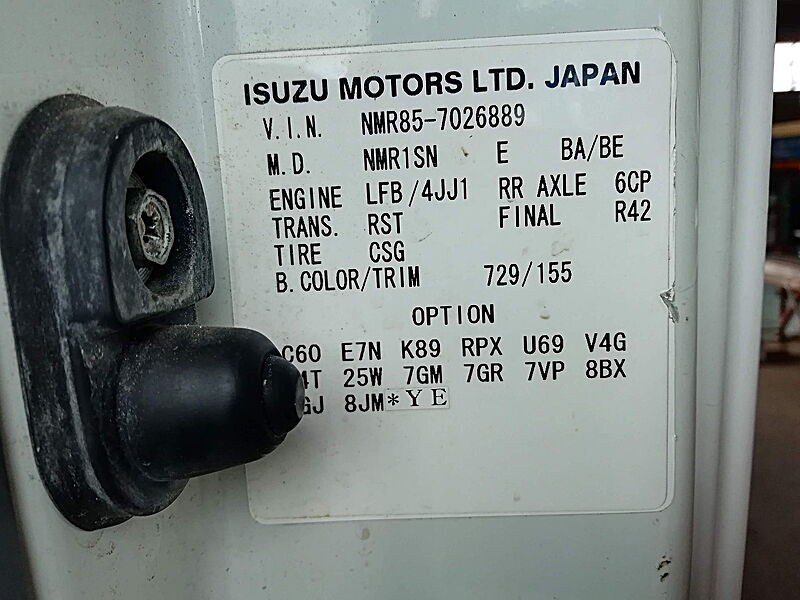 ISUZU MOTORS LTD. JAPAN
V.I.N. NMR85-7026889
M.D. NMR1SN E BA/BE
ENGINE LFB/4JJ1 RR AXLE 6CP
TRANS. RST FINAL R42
TIRE CSG
B.COLOR/TRIM 729/155
OPTION
C60 E7N K89 RPX U69 V4G
25W 7GM 7GR 7VP 8BX
8JM*YE